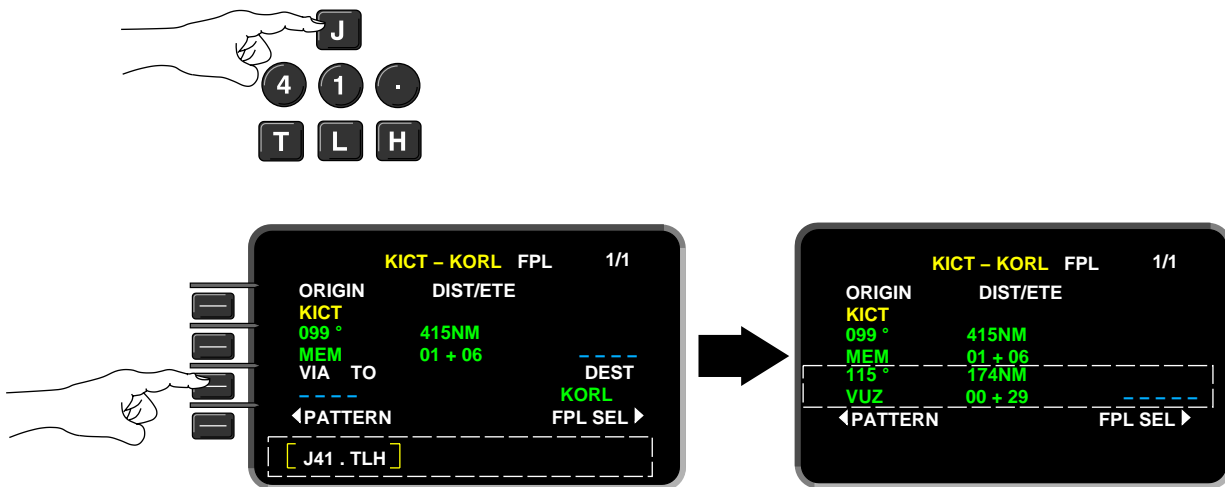 J
4 1 .
T L H
KICT – KORL FPL 1/1
ORIGIN DIST/ETE
KICT
099 ° 415NM
MEM 01 + 06 – – – –
VIA TO DEST
– – – – KORL
PATTERN FPL SEL
[ J41 . TLH ]
KICT – KORL FPL 1/1
ORIGIN DIST/ETE
KICT
099 ° 415NM
MEM 01 + 06
115 ° 174NM
VUZ 00 + 29 – – – – –
PATTERN FPL SEL